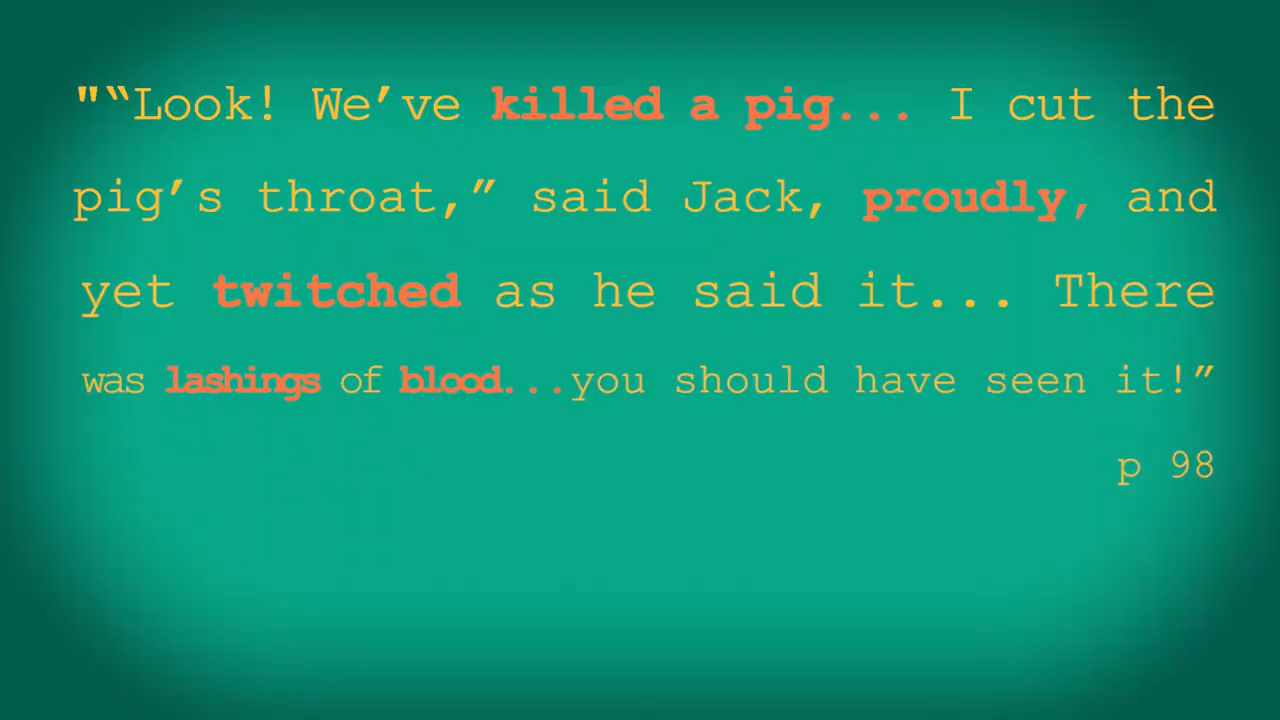 "“Look! We’ve killed a pig... I cut the
pig’s throat,” said Jack, proudly, and
yet twitched as he said it... There
was lashings of blood...you should have seen it!”
p 98